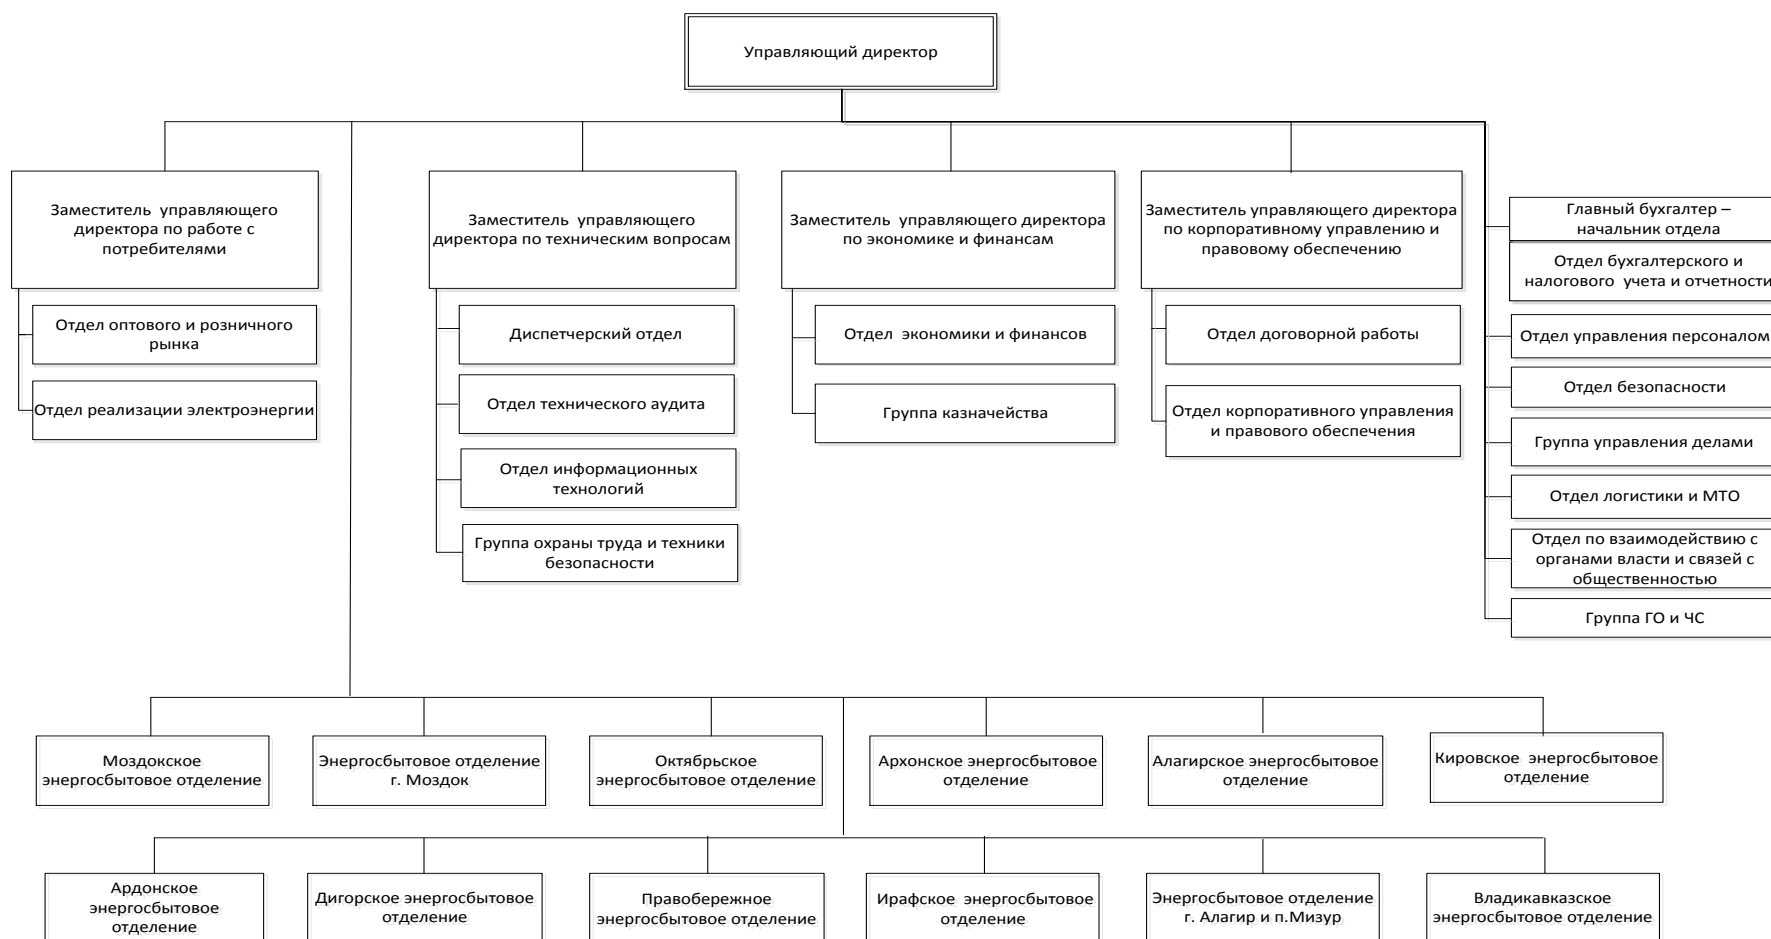 Управляющий директор
Заместитель управляющего
директора по работе с
потребителями
Отдел оптового и розничного
рынка
Отдел реализации электроэнергии
Заместитель управляющего
директора по техническим вопросам
Диспетчерский отдел
Отдел технического аудита
Отдел информационных
технологий
Группа охраны труда и техники
безопасности
Заместитель управляющего директора
по экономике и финансам
Отдел экономики и финансов
Группа казначейства
Заместитель управляющего директора
по корпоративному управлению и
правовому обеспечению
Отдел договорной работы
Отдел корпоративного управления
и правового обеспечения
Главный бухгалтер –
начальник отдела
Отдел бухгалтерского и
налогового учета и отчетности
Отдел управления персоналом
Отдел безопасности
Группа управления делами
Отдел логистики и МТО
Отдел по взаимодействию с
органами власти и связей с
общественностью
Группа ГО и ЧС
Моздокское
энергосбытовое отделение
Энергосбытовое отделение
г. Моздок
Октябрьское
энергосбытовое отделение
Архонское энергосбытовое
отделение
Алагирское энергосбытовое
отделение
Кировское энергосбытовое
отделение
Ардонское
энергосбытовое
отделение
Дигорское энергосбытовое
отделение
Правобережное
энергосбытовое отделение
Ирафское энергосбытовое
отделение
Энергосбытовое отделение
г. Алагир и п.Мизур
Владикавказское
энергосбытовое отделение